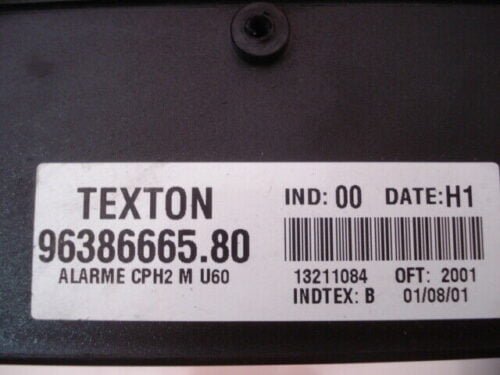 TEXTON
96386665.80
ALARME CPH2 M U60
IND: 00 DATE: H1
13211084 OFT: 2001
INDTEX: B 01/08/01